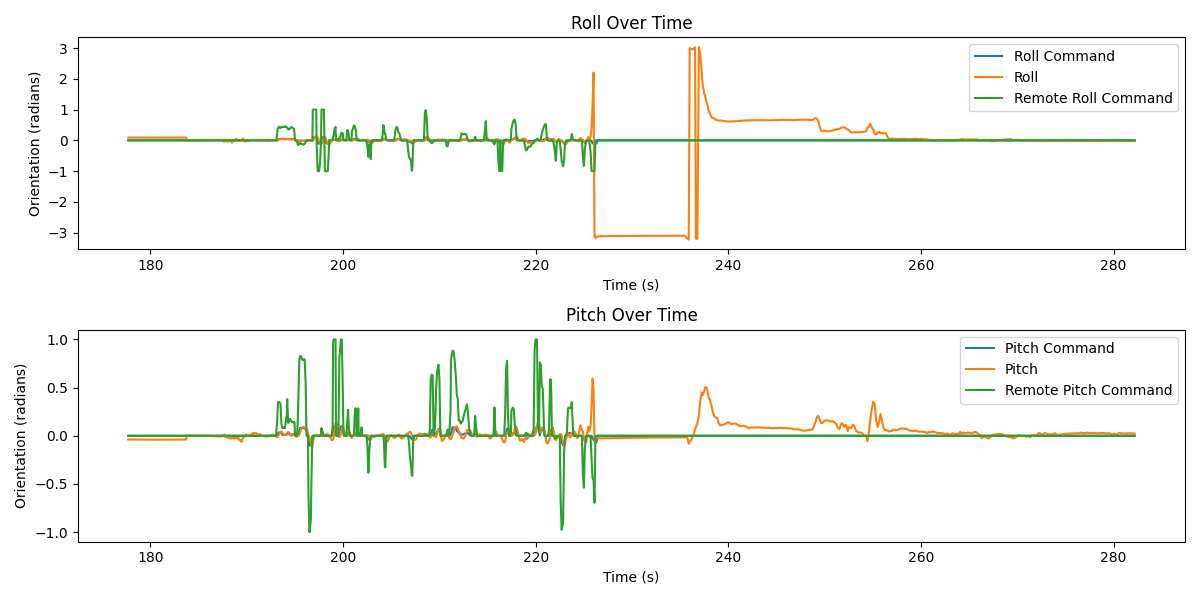 Roll Over Time
Orientation (radians)
3
2
1
0
−1
−2
−3
Roll Command
Roll
Remote Roll Command
180 200 220 240 260 280
Time (s)
Pitch Over Time
Orientation (radians)
1.0
0.5
0.0
−0.5
−1.0
Pitch Command
Pitch
Remote Pitch Command
180 200 220 240 260 280
Time (s)